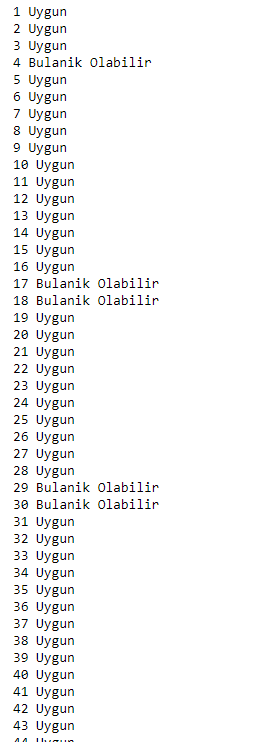 1 Uygun
2 Uygun
3 Uygun
4 Bulanik Olabilir
5 Uygun
6 Uygun
7 Uygun
8 Uygun
9 Uygun
10 Uygun
11 Uygun
12 Uygun
13 Uygun
14 Uygun
15 Uygun
16 Uygun
17 Bulanik Olabilir
18 Bulanik Olabilir
19 Uygun
20 Uygun
21 Uygun
22 Uygun
23 Uygun
24 Uygun
25 Uygun
26 Uygun
27 Uygun
28 Uygun
29 Bulanik Olabilir
30 Bulanik Olabilir
31 Uygun
32 Uygun
33 Uygun
34 Uygun
35 Uygun
36 Uygun
37 Uygun
38 Uygun
39 Uygun
40 Uygun
41 Uygun
42 Uygun
43 Uygun